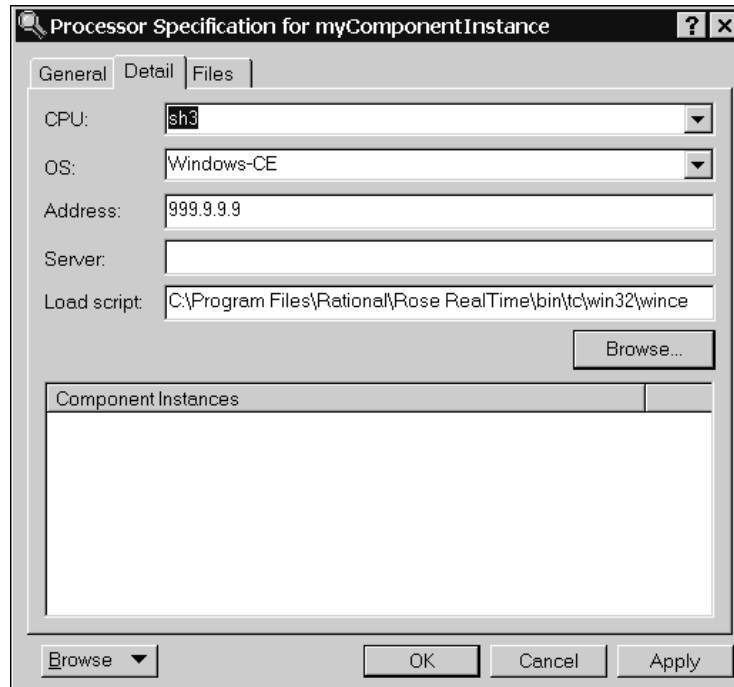 Processor Specification for myComponentInstance
General Detail Files
CPU: sh3
OS: Windows-CE
Address: 999.9.9.9
Server:
Load script: C:\Program Files\Rational\Rose RealTime\bin\tc\win32\wince
Browse...
Component Instances
Browse OK Cancel Apply